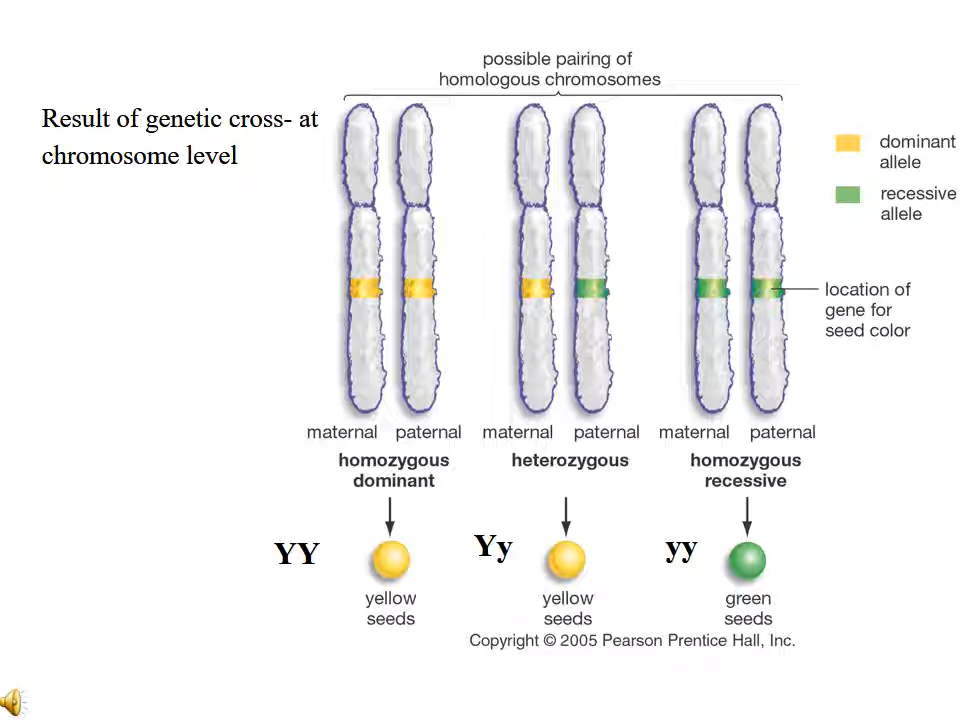 possible pairing of
homologous chromosomes
Result of genetic cross- at
chromosome level
dominant
allele
recessive
allele
location of
gene for
seed color
maternal paternal maternal paternal maternal paternal
homozygous
dominant
heterozygous
homozygous
recessive
YY
Yy
yy
yellow
seeds
yellow
seeds
green
seeds
Copyright © 2005 Pearson Prentice Hall, Inc.